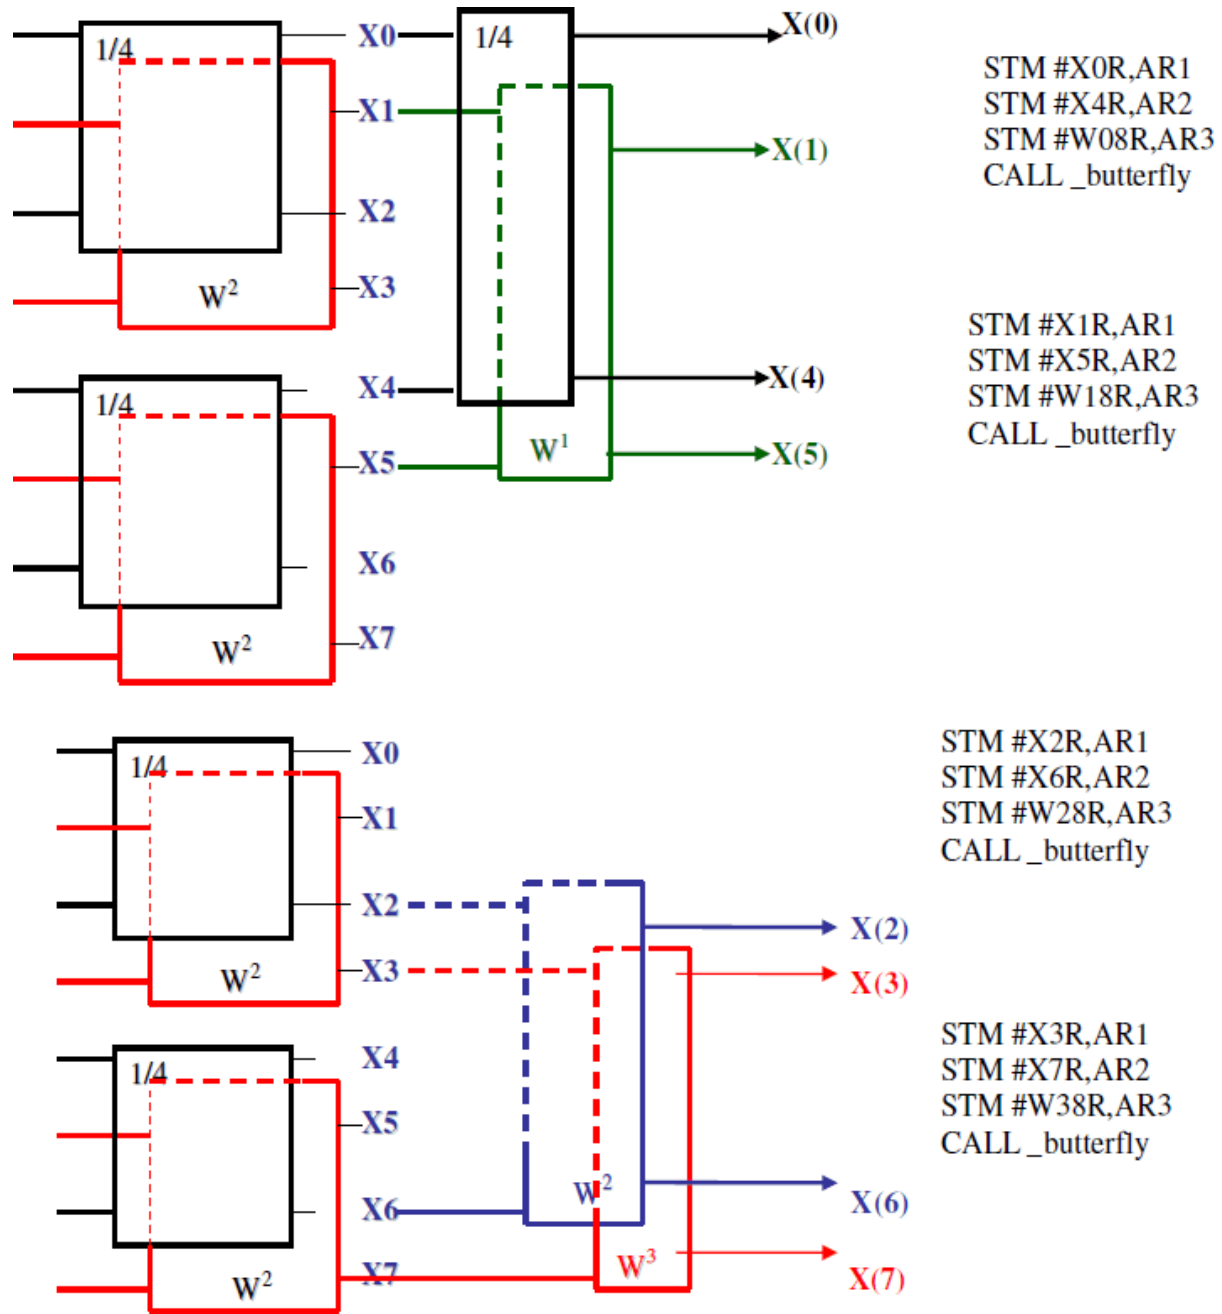 X0
1/4
X(0)
1/4
STM #X0R,AR1
X1
STM #X4R,AR2
X(1)
STM #W08R,AR3
CALL _butterfly
X2
W²
X3
STM #X1R,AR1
STM #X5R,AR2
X4
X(4)
1/4
STM #W18R,AR3
CALL _butterfly
W¹
X(5)
X5
X6
W²
X7
X0
STM #X2R,AR1
1/4
STM #X6R,AR2
X1
STM #W28R,AR3
CALL _butterfly
X2
X(2)
W²
X3
X(3)
X4
STM #X3R,AR1
1/4
STM #X7R,AR2
X5
STM #W38R,AR3
CALL _butterfly
W²
X6
X(6)
W²
X7
W³
X(7)